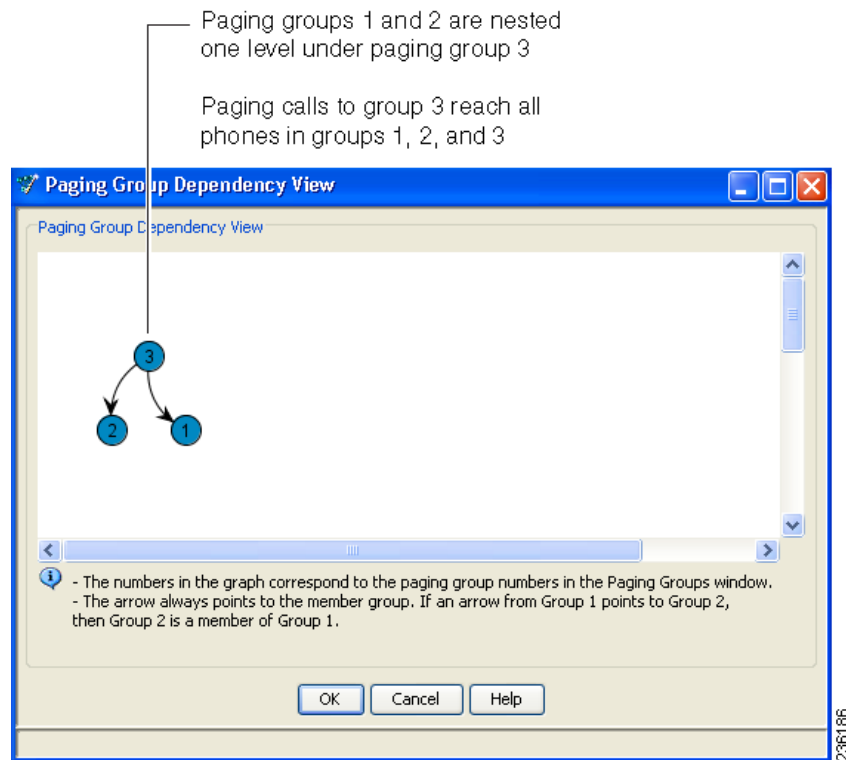 Paging groups 1 and 2 are nested
one level under paging group 3
Paging calls to group 3 reach all
phones in groups 1, 2, and 3
Paging Group Dependency View
Paging Group Dependency View
3
2
1
- The numbers in the graph correspond to the paging group numbers in the Paging Groups window.
- The arrow always points to the member group. If an arrow from Group 1 points to Group 2,
then Group 2 is a member of Group 1.
OK
Cancel
Help
236186